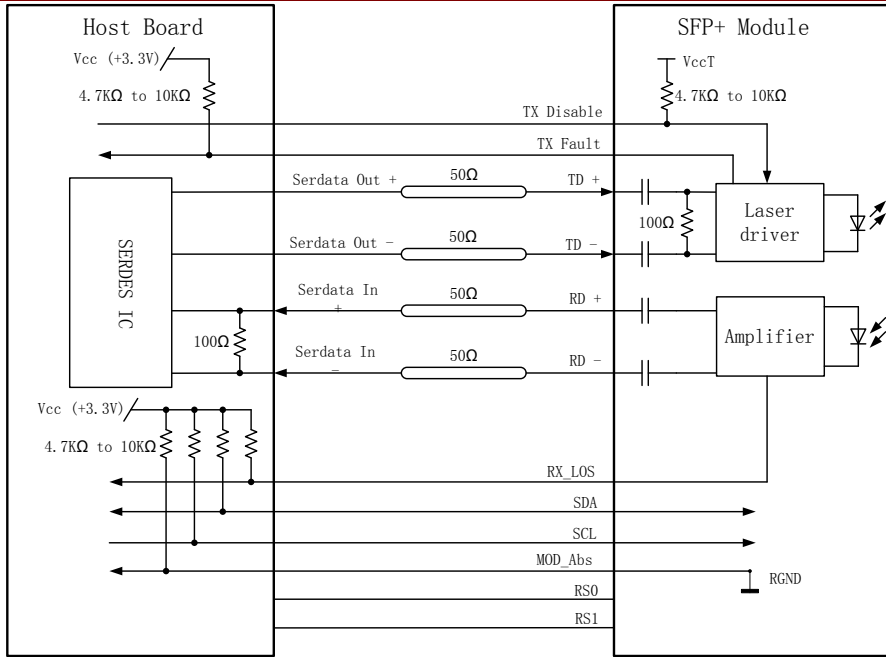 Host Board
SFP+ Module
Vcc (+3.3V)
VccT
4.7KΩ to 10KΩ
4.7KΩ to 10KΩ
TX Disable
TX Fault
Serdata Out +
50Ω
TD +
SERDES IC
100Ω
Laser
driver
Serdata Out -
50Ω
TD -
Serdata In
+
50Ω
RD +
100Ω
Amplifier
Serdata In
-
50Ω
RD -
Vcc (+3.3V)
4.7KΩ to 10KΩ
RX_LOS
SDA
SCL
MOD_Abs
RGND
RS0
RS1